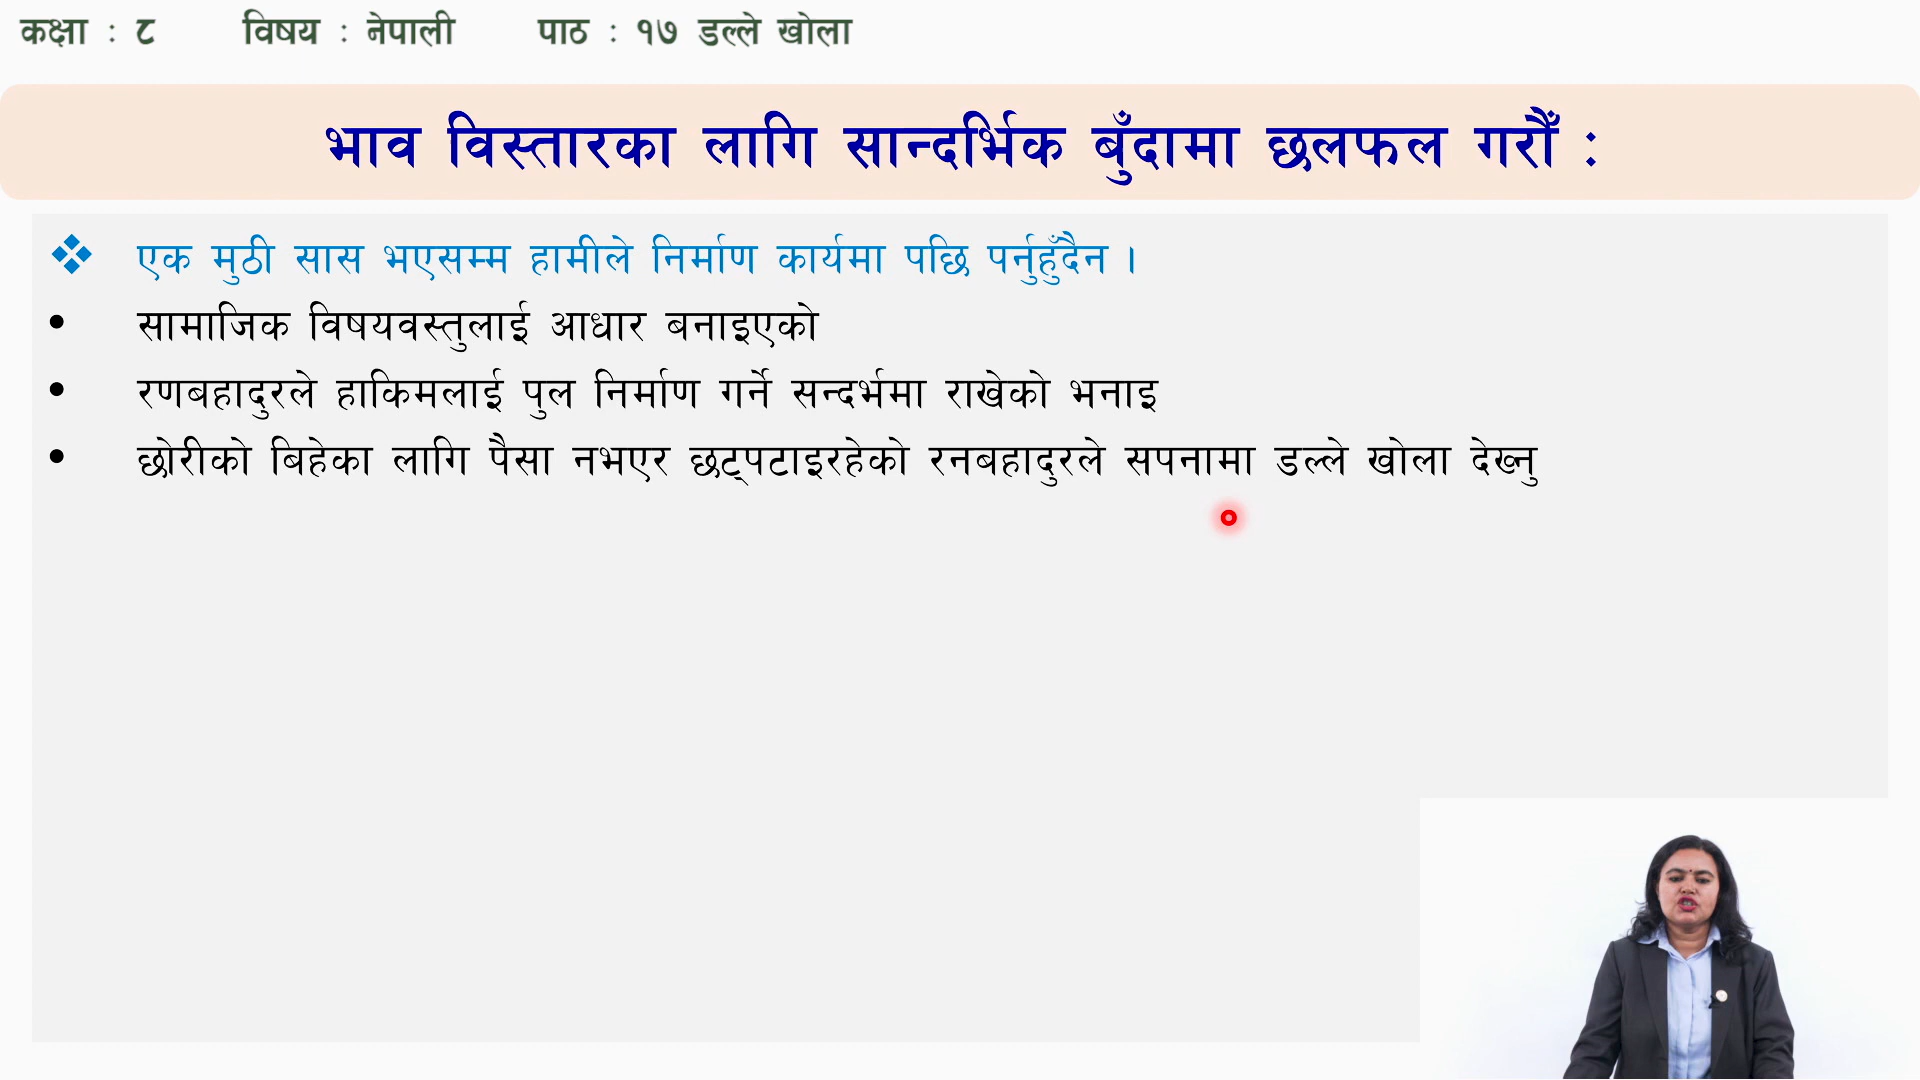 कक्षा : ८ विषय : नेपाली पाठ : १७ डल्ले खोला
भाव विस्तारका लागि सान्दर्भिक बुँदामा छलफल गरौँ :
❖ एक मुठी सास भएसम्म हामीले निर्माण कार्यमा पछि पर्नुहुँदैन ।
• सामाजिक विषयवस्तुलाई आधार बनाइएको
• रणबहादुरले हाकिमलाई पुल निर्माण गर्ने सन्दर्भमा राखेको भनाइ
• छोरीको बिहेका लागि पैसा नभएर छट्पटाइरहेको रनबहादुरले सपनामा डल्ले खोला देख्नु